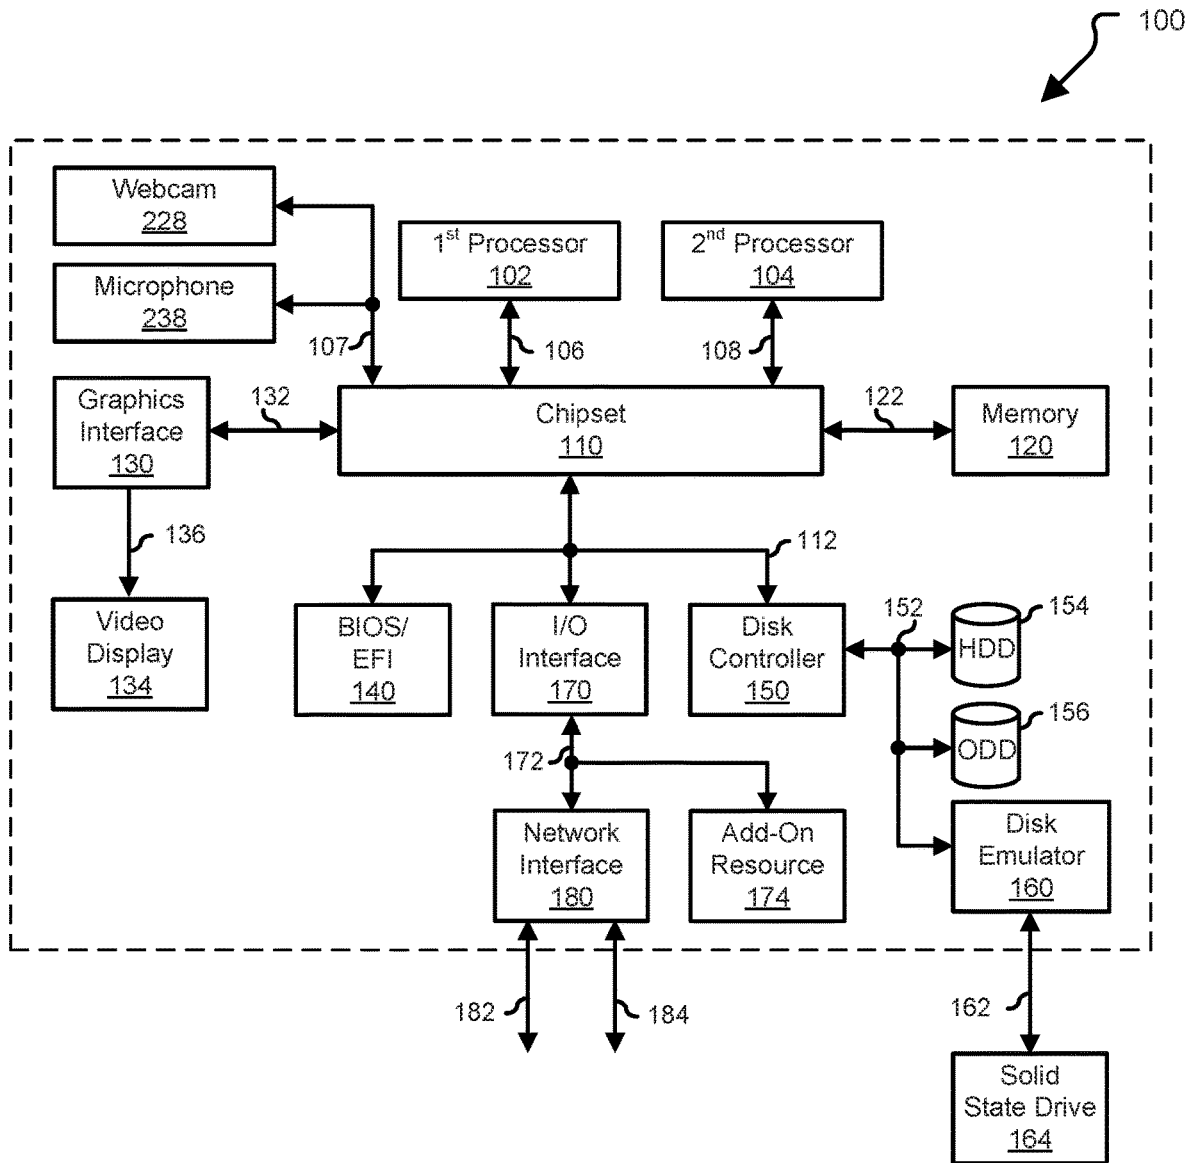 100
Webcam
228
Microphone
238
107
1st Processor
102
106
2nd Processor
104
108
Graphics
Interface
130
132
Chipset
110
122
Memory
120
136
Video
Display
134
112
BIOS/
EFI
140
I/O
Interface
170
Disk
Controller
150
152
HDD
154
ODD
156
172
Network
Interface
180
Add-On
Resource
174
Disk
Emulator
160
182
184
162
Solid
State Drive
164